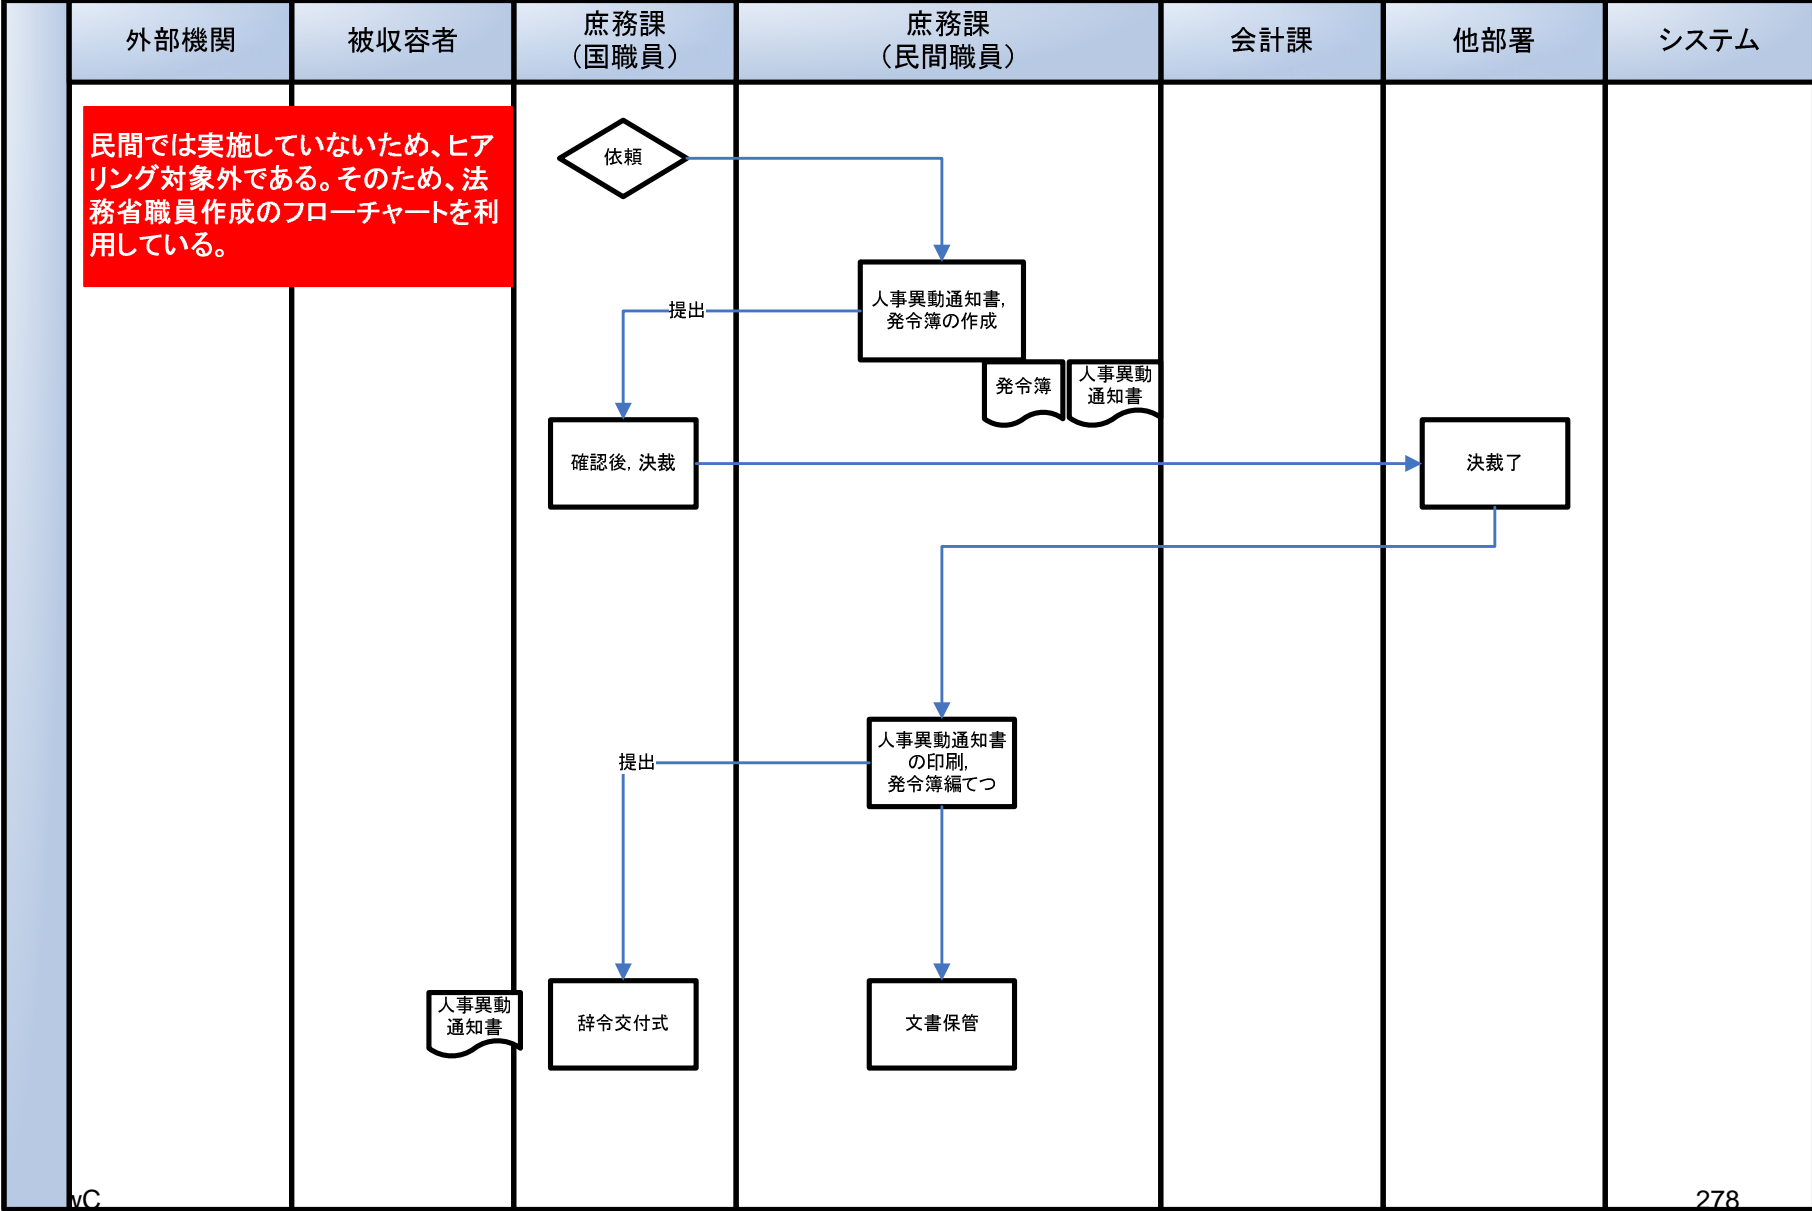 外部機関
被収容者
庶務課
（国職員）
庶務課
（民間職員）
会計課
他部署
システム
民間では実施していないため、ヒア
リング対象外である。そのため、法
務省職員作成のフローチャートを利
用している。
依頼
人事異動通知書,
発令簿の作成
提出
発令簿
人事異動
通知書
確認後, 決裁
決裁了
人事異動通知書
の印刷,
発令簿編てつ
提出
人事異動
通知書
辞令交付式
文書保管
wC
278